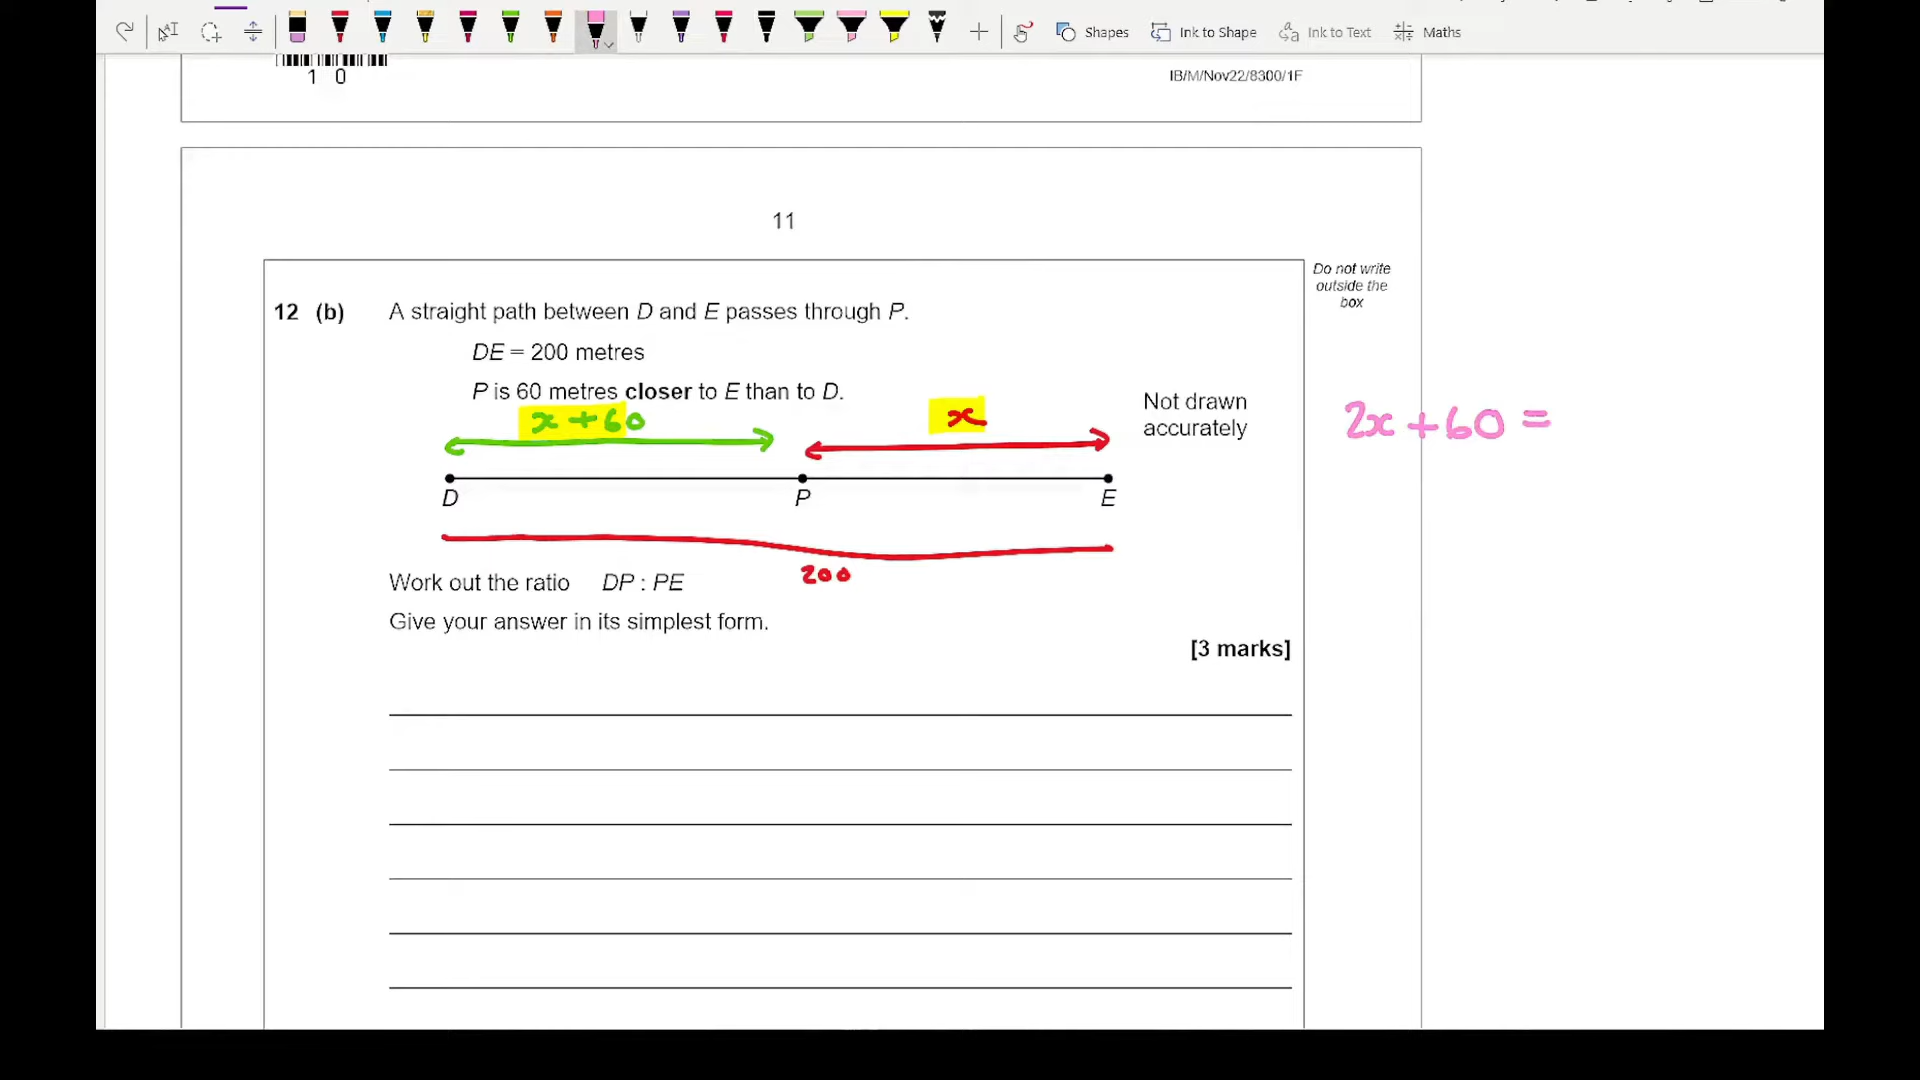 Shapes Ink to Shape Ink to Text Maths
1 0
IB/M/Nov22/8300/1F
11
Do not write
outside the
box
12 (b) A straight path between D and E passes through P.
DE = 200 metres
P is 60 metres closer to E than to D.
x + 60
x
Not drawn
accurately
2x + 60 =
D P E
200
Work out the ratio DP : PE
Give your answer in its simplest form.
[3 marks]